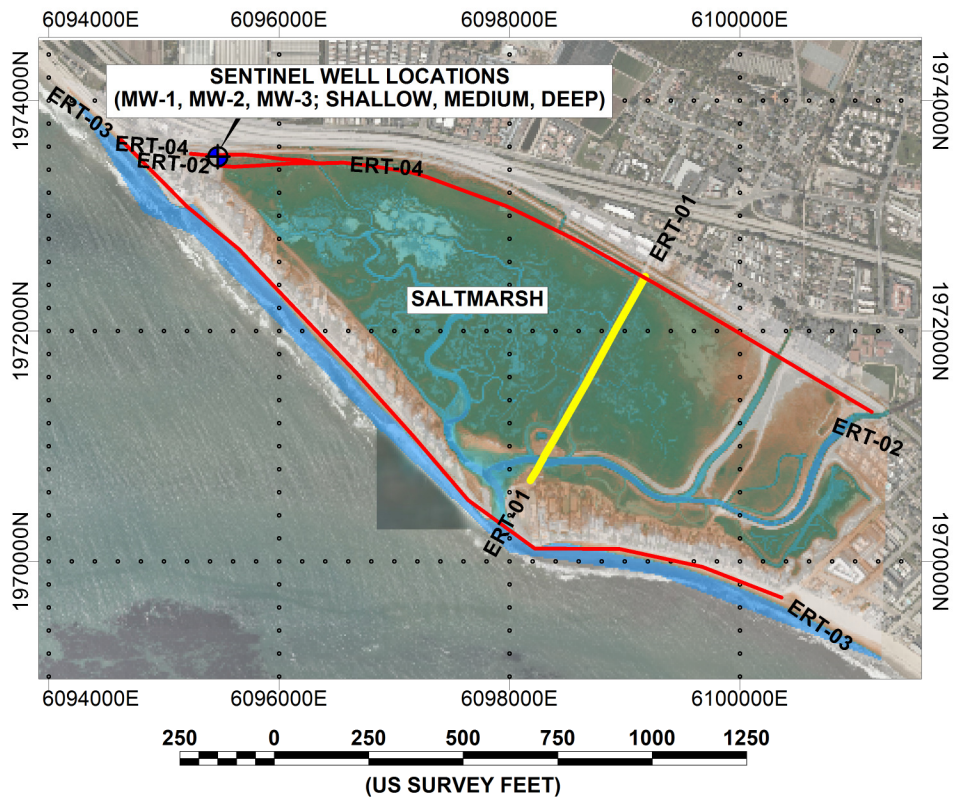 6094000E 6096000E 6098000E 6100000E
SENTINEL WELL LOCATIONS
(MW-1, MW-2, MW-3; SHALLOW, MEDIUM, DEEP)
1974000N 1974000N
ERT-03
ERT-04
ERT-02
ERT-04
ERT-01
SALTMARSH
1972000N 1972000N
ERT-02
ERT-01
1970000N 1970000N
ERT-03
6094000E 6096000E 6098000E 6100000E
250 0 250 500 750 1000 1250
(US SURVEY FEET)